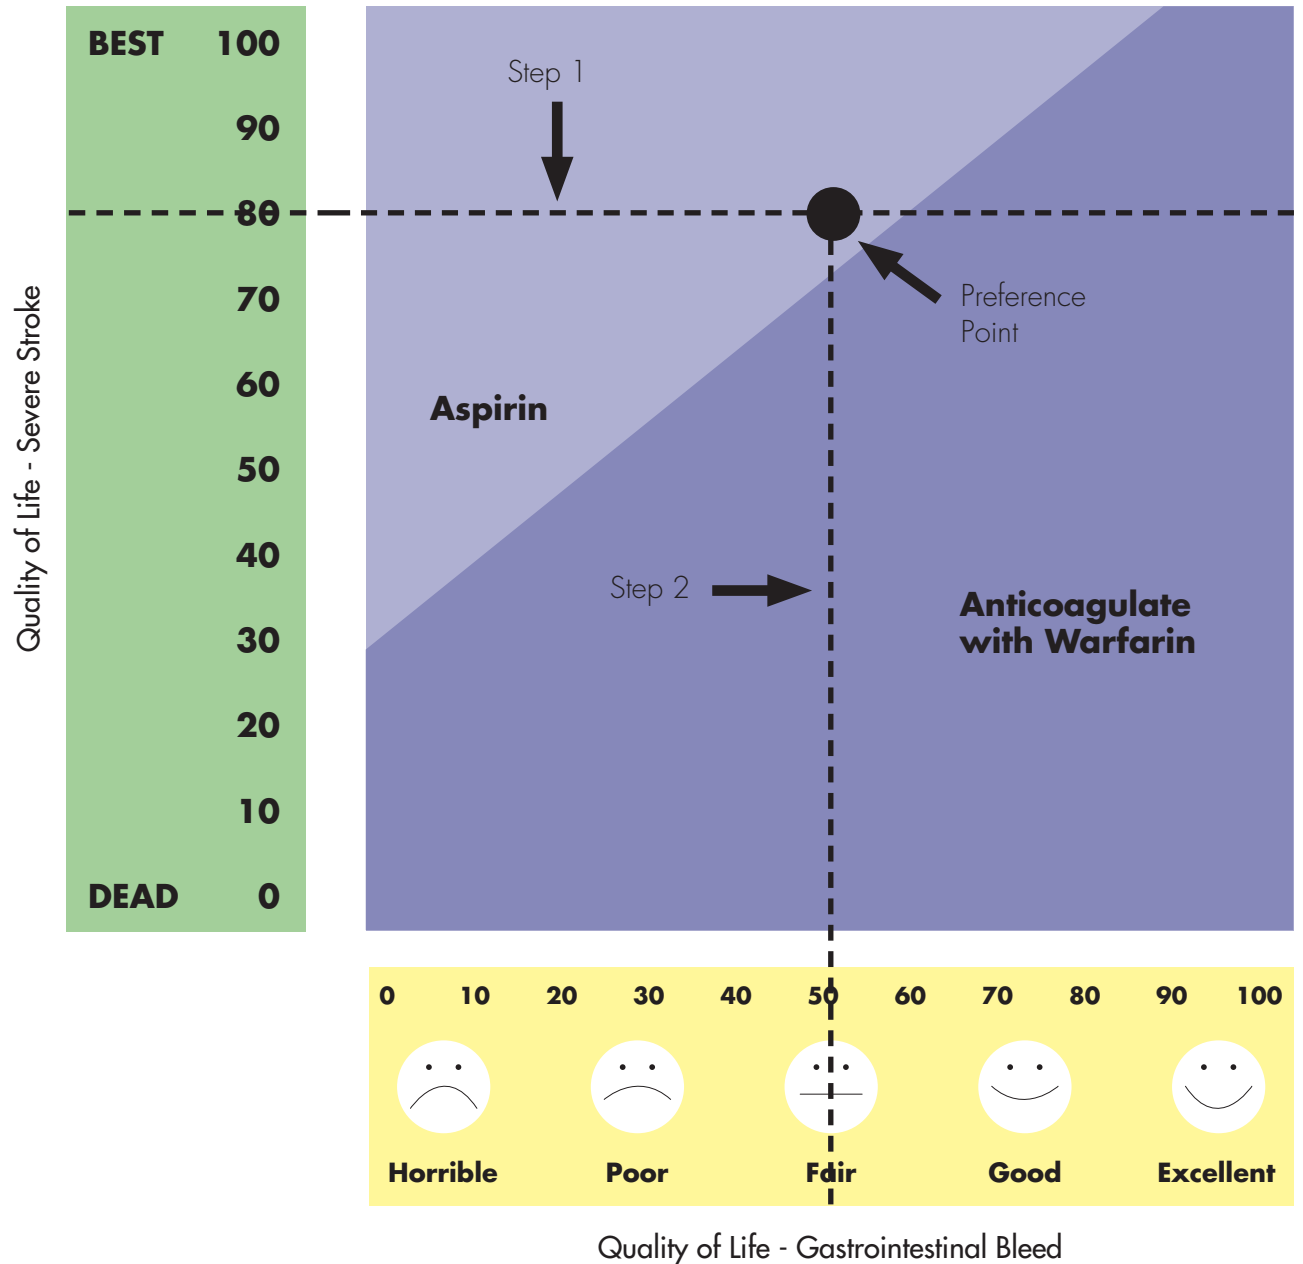 BEST 100
90
80
70
60
50
40
30
20
10
DEAD 0
Quality of Life - Severe Stroke
Step 1
Preference
Point
Aspirin
Step 2
Anticoagulate
with Warfarin
0 10 20 30 40 50 60 70 80 90 100
Horrible Poor Fair Good Excellent
Quality of Life - Gastrointestinal Bleed